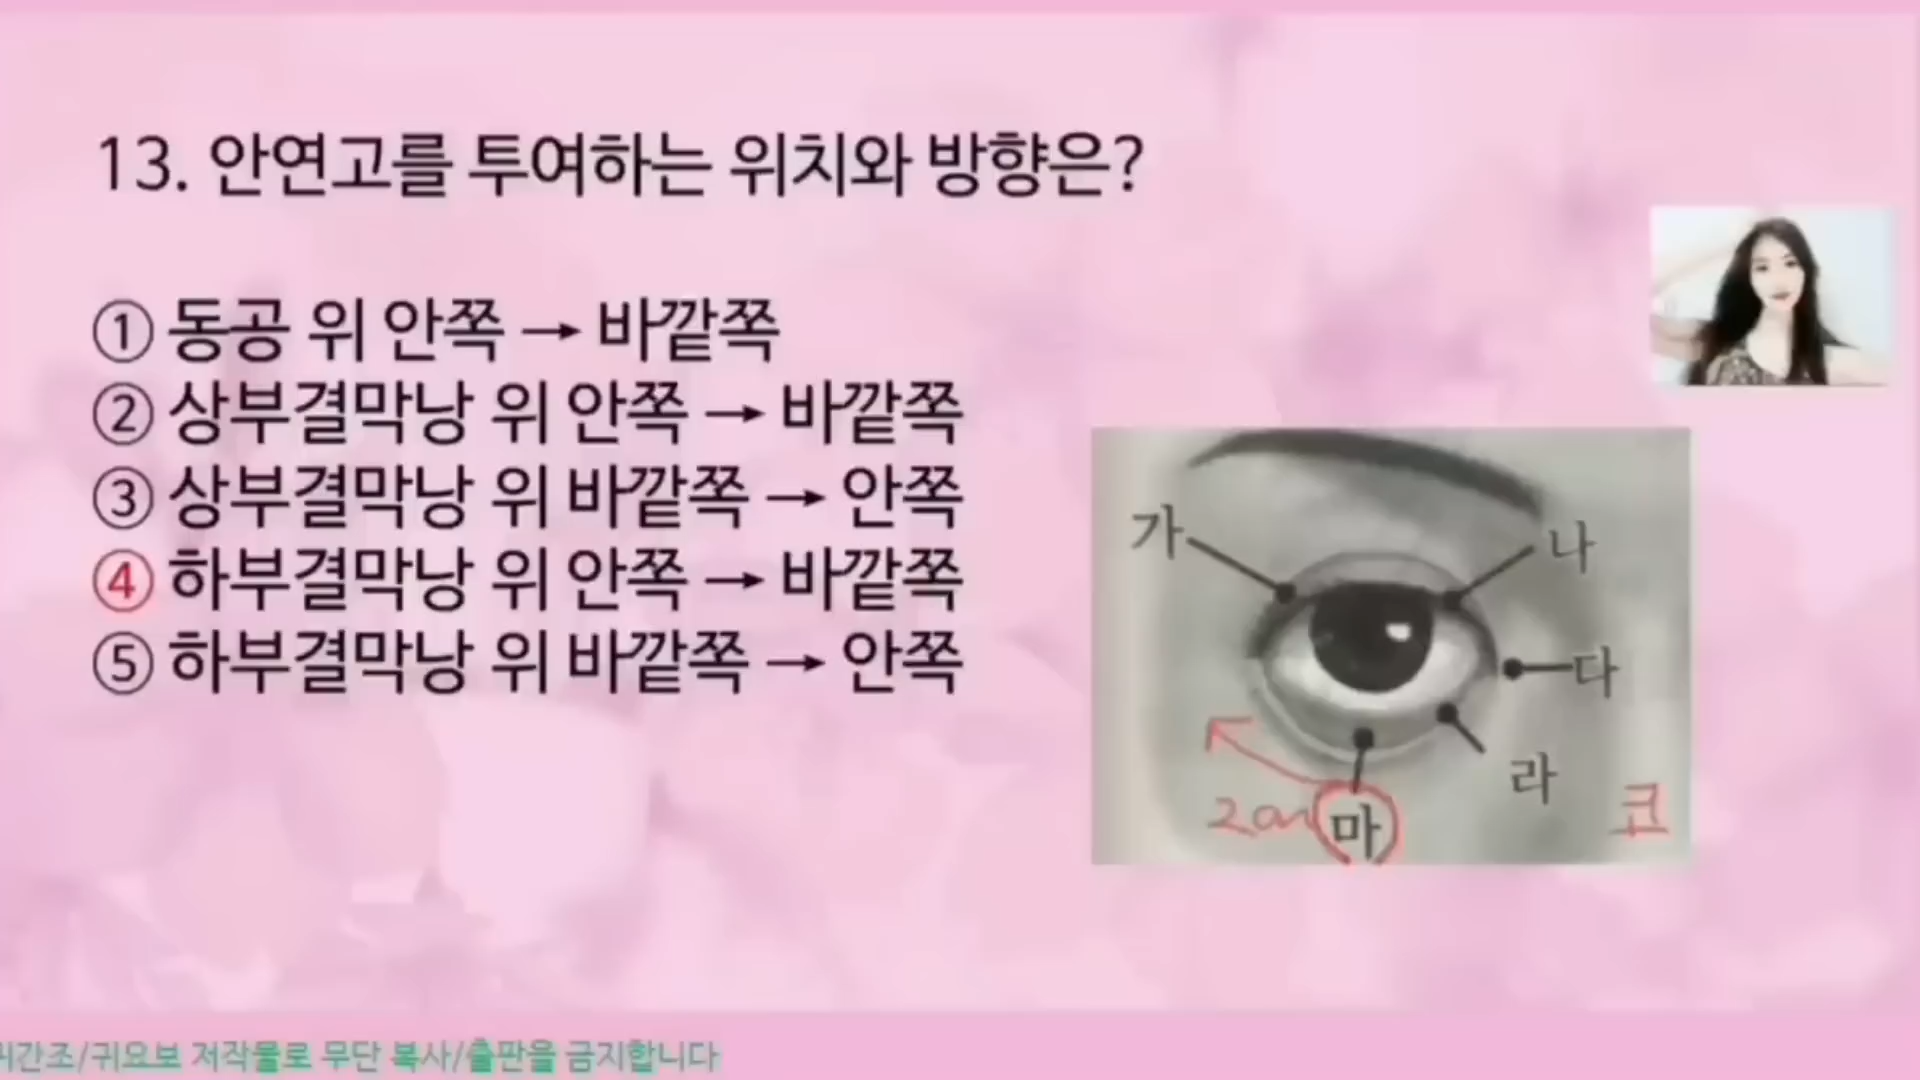 13. 안연고를 투여하는 위치와 방향은?
① 동공 위 안쪽 → 바깥쪽
② 상부결막낭 위 안쪽 → 바깥쪽
③ 상부결막낭 위 바깥쪽 → 안쪽
④ 하부결막낭 위 안쪽 → 바깥쪽
⑤ 하부결막낭 위 바깥쪽 → 안쪽
가
나
다
라
마
2cm
코
귀간조/귀요보 저작물로 무단 복사/출판을 금지합니다